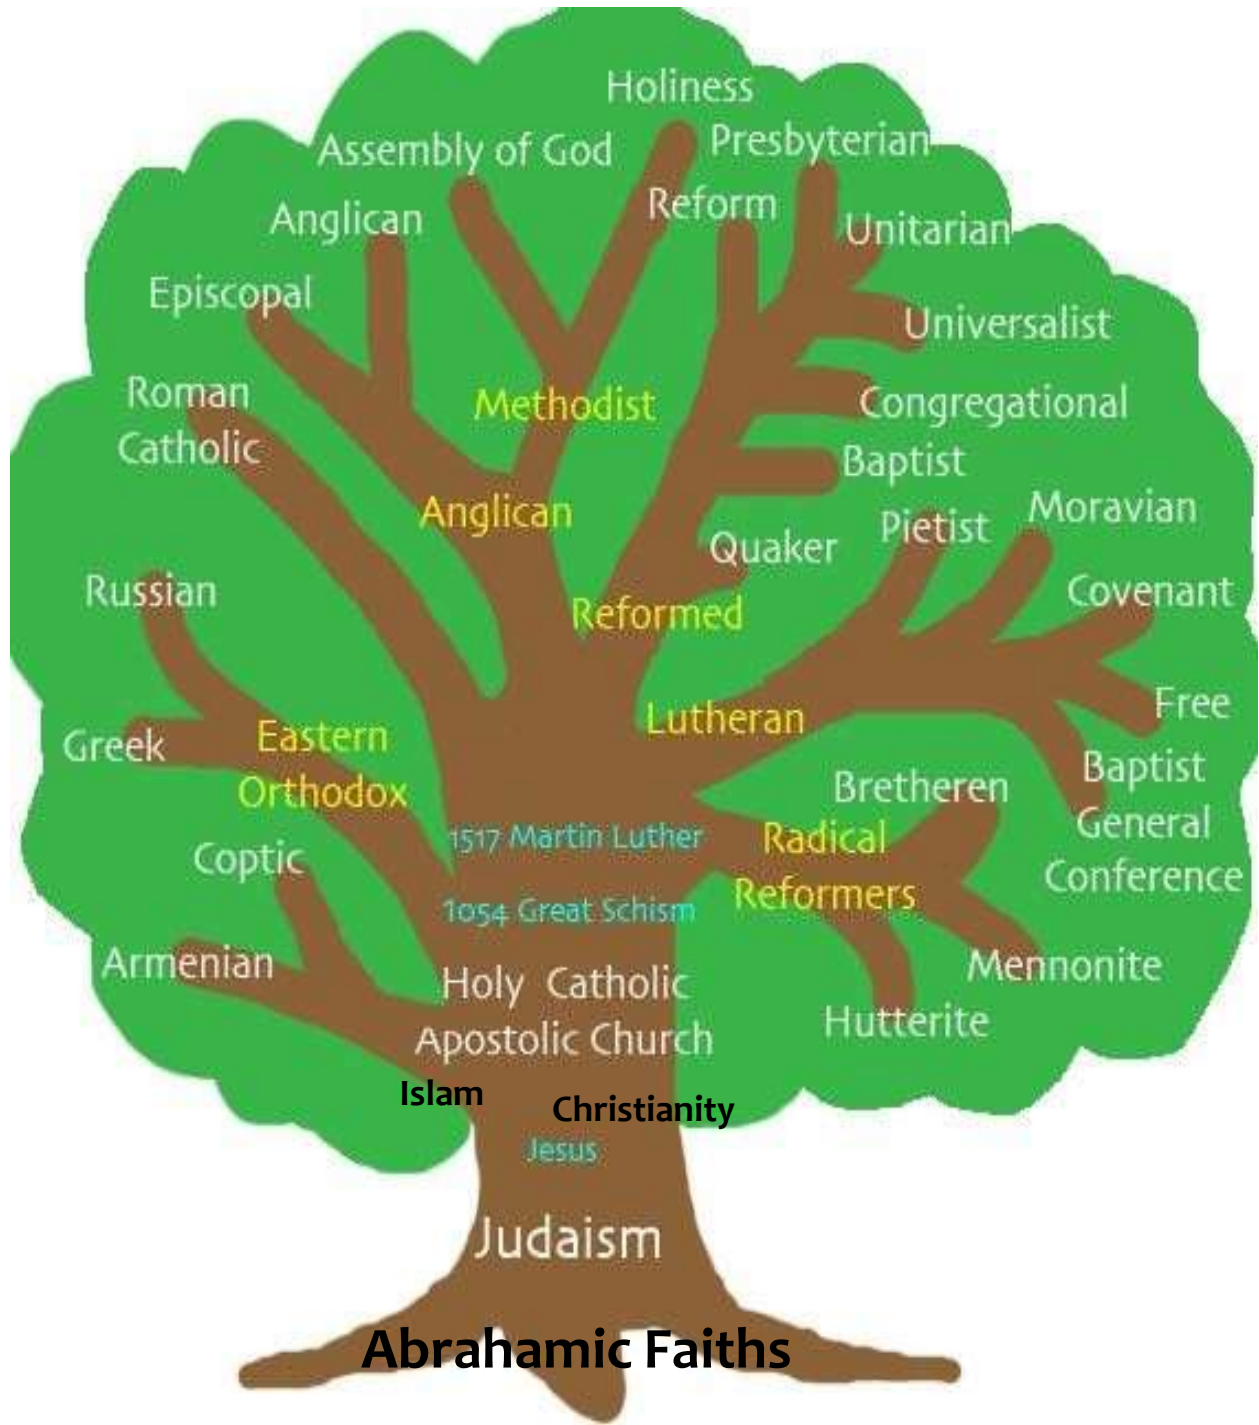 Holiness
Assembly of God
Presbyterian
Reform
Anglican
Unitarian
Episcopal
Universalist
Roman
Catholic
Methodist
Congregational
Baptist
Anglican
Moravian
Pietist
Quaker
Russian
Covenant
Reformed
Free
Lutheran
Greek
Eastern
Orthodox
Baptist
General
Conference
Bretheren
1517 Martin Luther
Radical
Reformers
Coptic
1054 Great Schism
Armenian
Mennonite
Holy Catholic
Apostolic Church
Hutterite
Islam
Christianity
Jesus
Judaism
Abrahamic Faiths